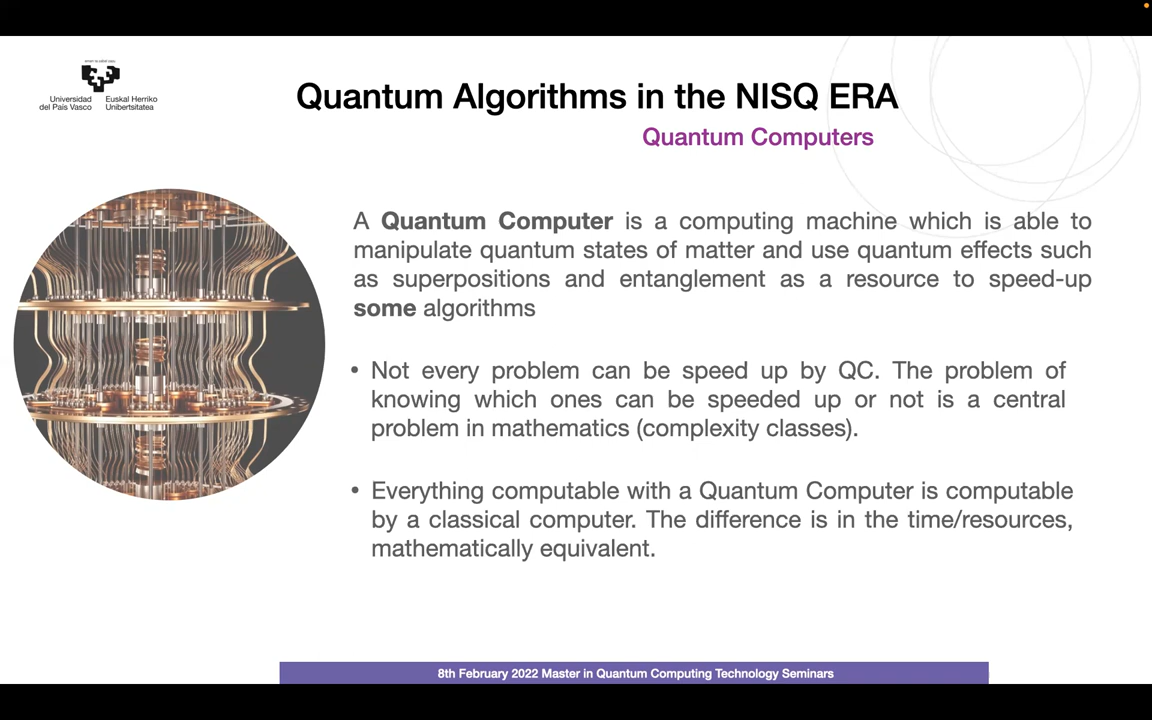 Universidad
del País Vasco
Euskal Herriko
Unibertsitatea
Quantum Algorithms in the NISQ ERA
Quantum Computers
A Quantum Computer is a computing machine which is able to
manipulate quantum states of matter and use quantum effects such
as superpositions and entanglement as a resource to speed-up
some algorithms
• Not every problem can be speed up by QC. The problem of
knowing which ones can be speeded up or not is a central
problem in mathematics (complexity classes).
• Everything computable with a Quantum Computer is computable
by a classical computer. The difference is in the time/resources,
mathematically equivalent.
8th February 2022 Master in Quantum Computing Technology Seminars